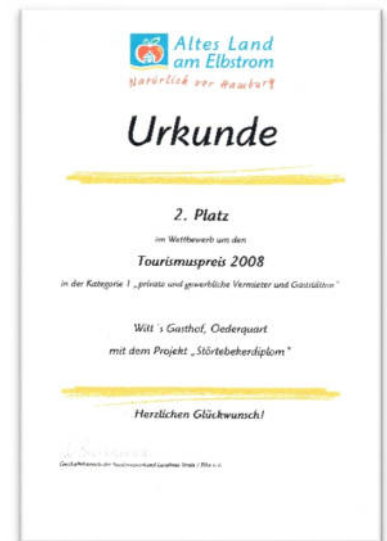 Altes Land
am Elbstrom
Natürlich vor Hamburg
Urkunde
2. Platz
im Wettbewerb um den
Tourismuspreis 2008
in der Kategorie 1 „private und gewerbliche Vermieter und Gaststätten"
Witt´s Gasthof, Oederquart
mit dem Projekt „Störtebekerdiplom"
Herzlichen Glückwunsch!